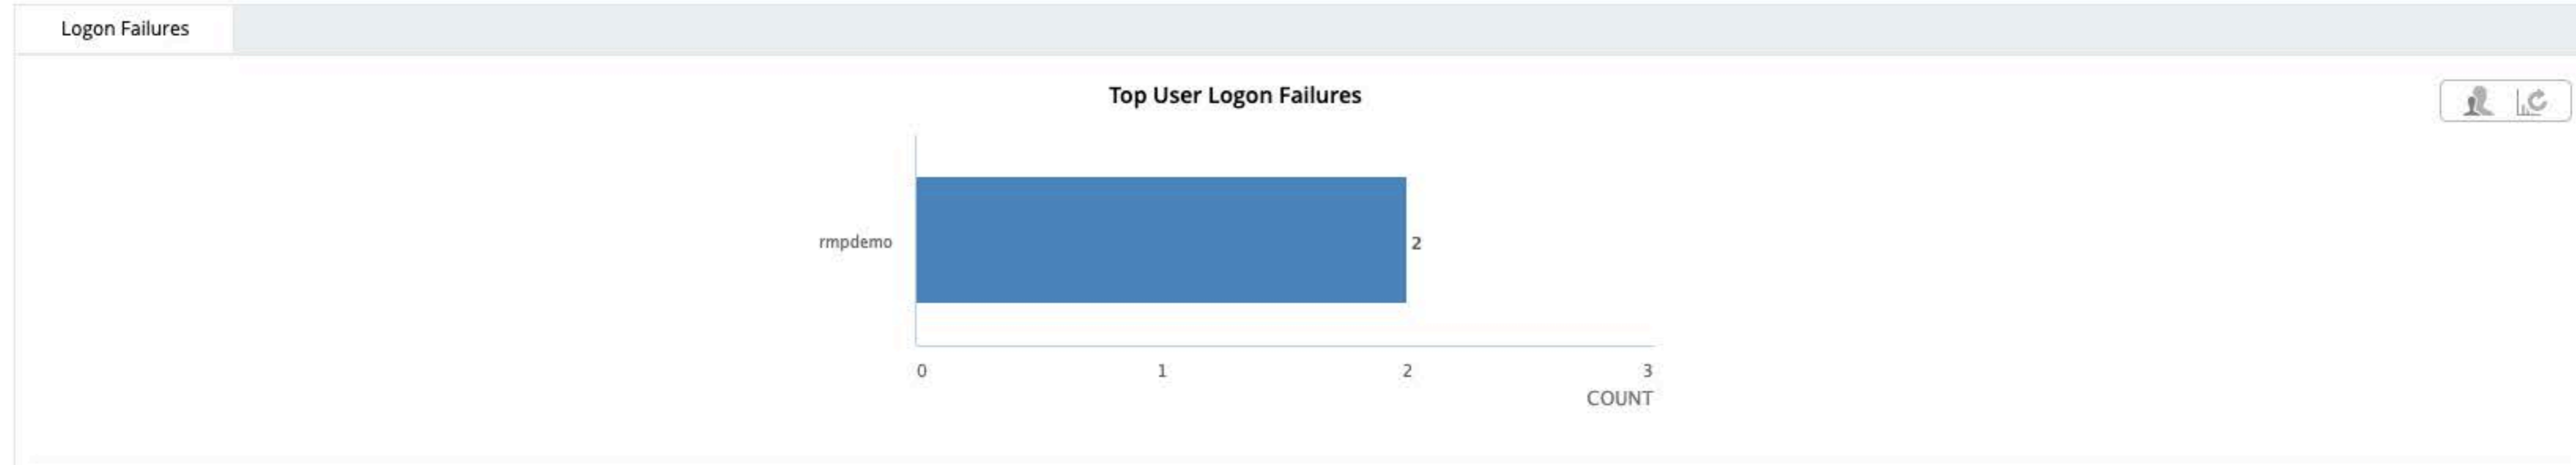 Logon Failures
Top User Logon Failures
rmpdemo
2
0 1 2 3
COUNT